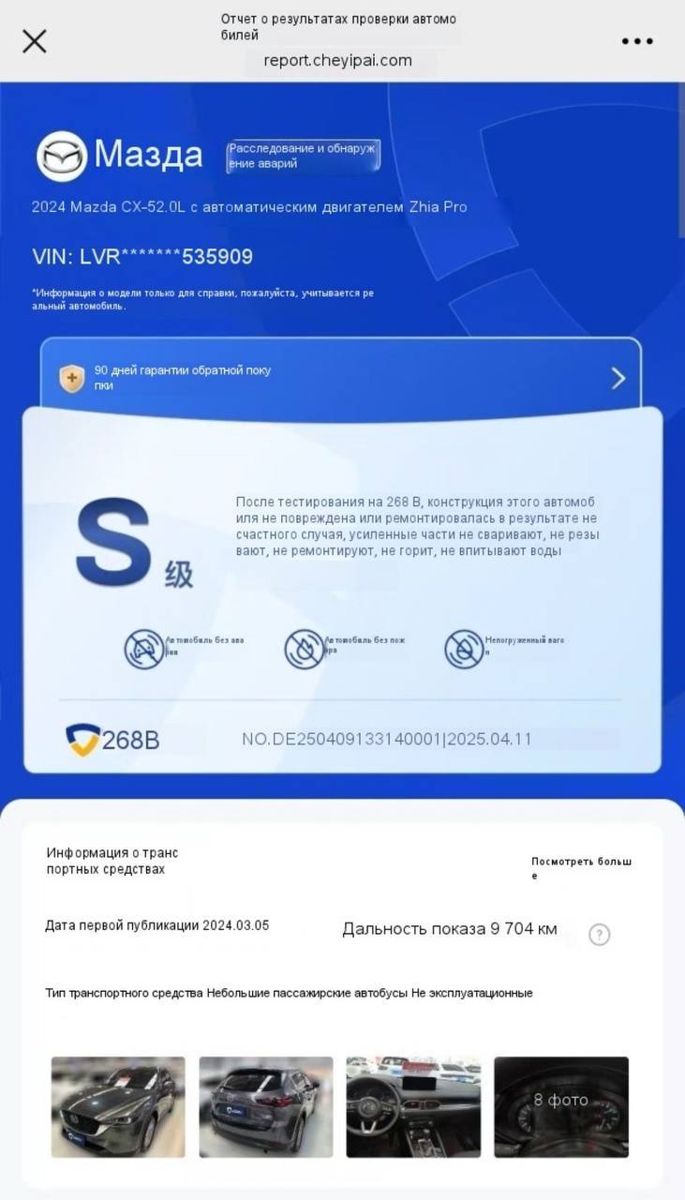 Отчет о результатах проверки автомо
билей
report.cheyipai.com
Мазда
Расследование и обнаруж
ение аварий
2024 Mazda CX-52.0L с автоматическим двигателем Zhia Pro
VIN: LVR*******535909
*Информация о модели только для справки, пожалуйста, учитывается ре
альный автомобиль.
90 дней гарантии обратной поку
пки
После тестирования на 268 В, конструкция этого автомоб
иля не повреждена или ремонтировалась в результате не
счастного случая, усиленные части не сваривают, не резы
вают, не ремонтируют, не горит, не впитывают воды
S级
Автомобиль без ава
рии
Автомобиль без пож
ара
Непогруженный ваго
н
268В
NO.DE250409133140001|2025.04.11
Информация о транс
портных средствах
Посмотреть больш
е
Дата первой публикации 2024.03.05
Дальность показа 9 704 км
?
Тип транспортного средства Небольшие пассажирские автобусы Не эксплуатационные
8 фото